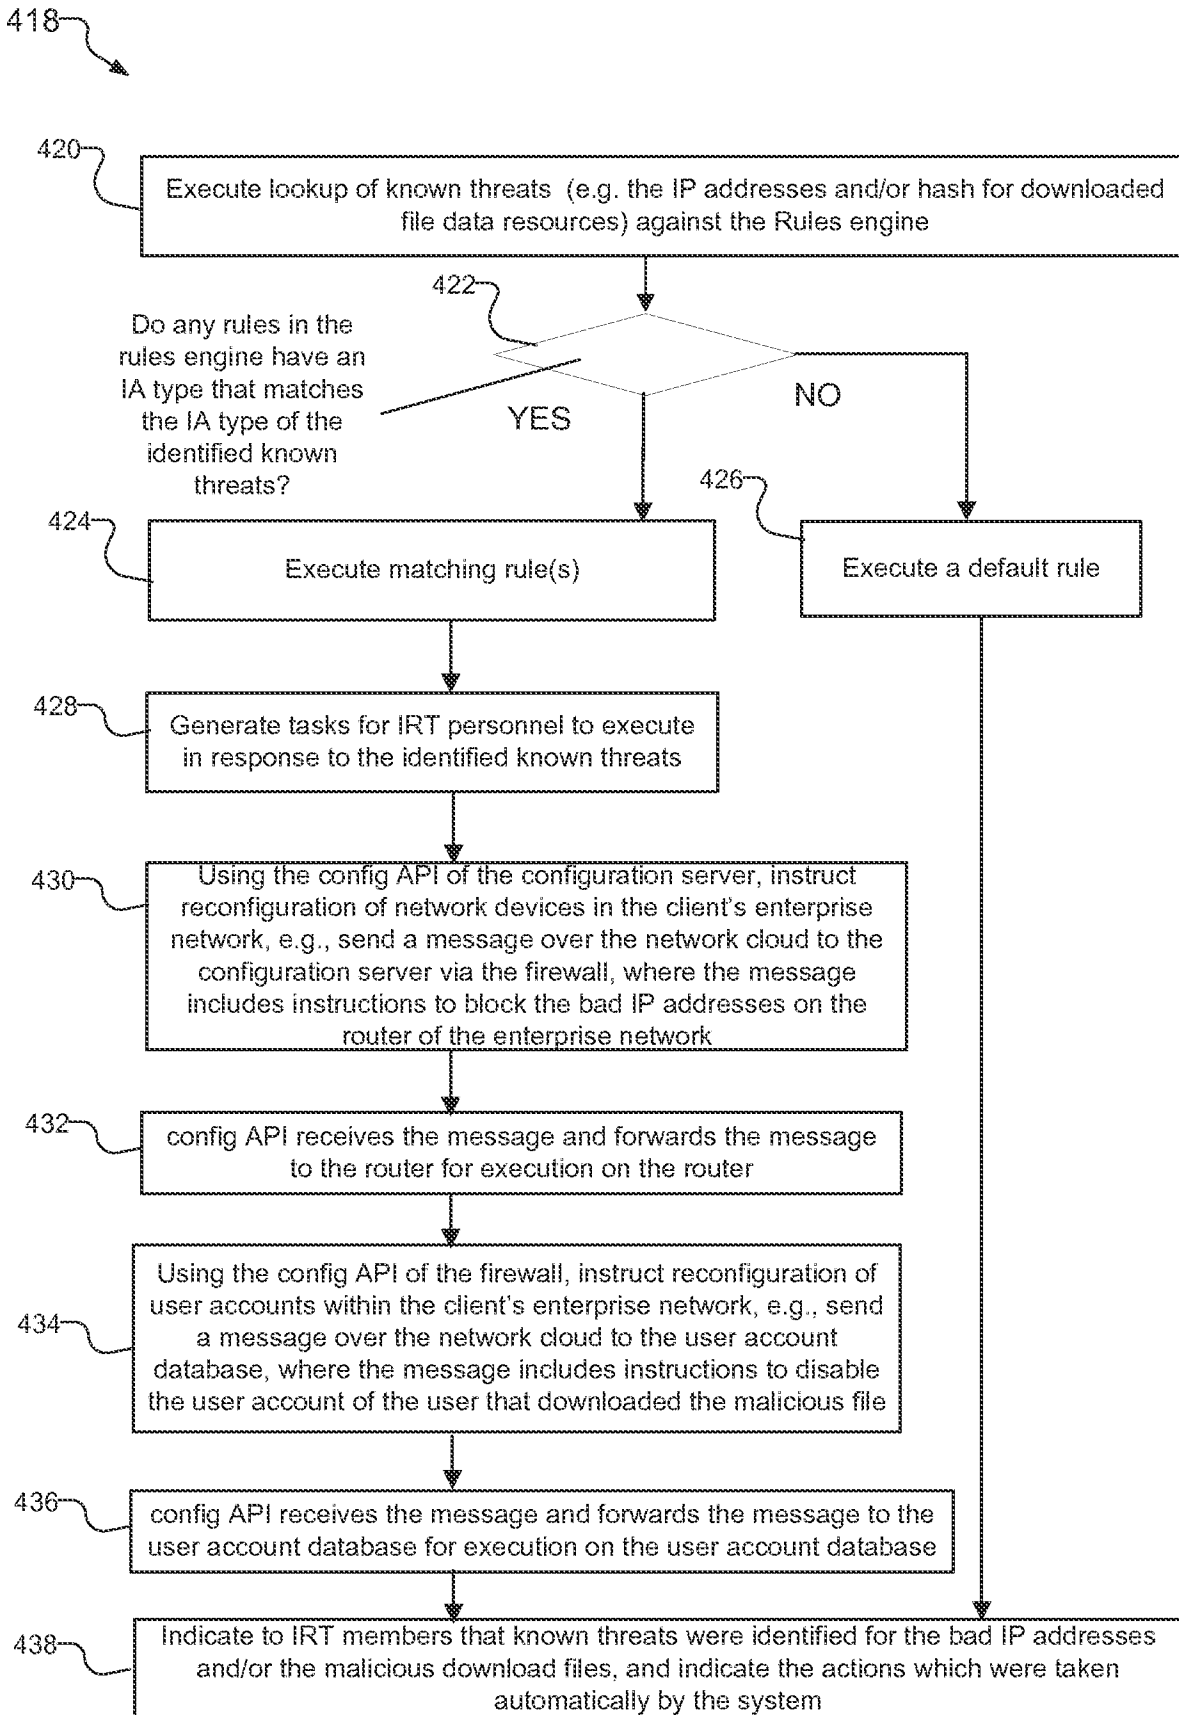 418
420
Execute lookup of known threats (e.g. the IP addresses and/or hash for downloaded
file data resources) against the Rules engine
422
Do any rules in the
rules engine have an
IA type that matches
the IA type of the
identified known
threats?
YES
NO
424
426
Execute matching rule(s)
Execute a default rule
428
Generate tasks for IRT personnel to execute
in response to the identified known threats
430
Using the config API of the configuration server, instruct
reconfiguration of network devices in the client's enterprise
network, e.g., send a message over the network cloud to the
configuration server via the firewall, where the message
includes instructions to block the bad IP addresses on the
router of the enterprise network
432
config API receives the message and forwards the message
to the router for execution on the router
434
Using the config API of the firewall, instruct reconfiguration of
user accounts within the client's enterprise network, e.g., send
a message over the network cloud to the user account
database, where the message includes instructions to disable
the user account of the user that downloaded the malicious file
436
config API receives the message and forwards the message to the
user account database for execution on the user account database
438
Indicate to IRT members that known threats were identified for the bad IP addresses
and/or the malicious download files, and indicate the actions which were taken
automatically by the system